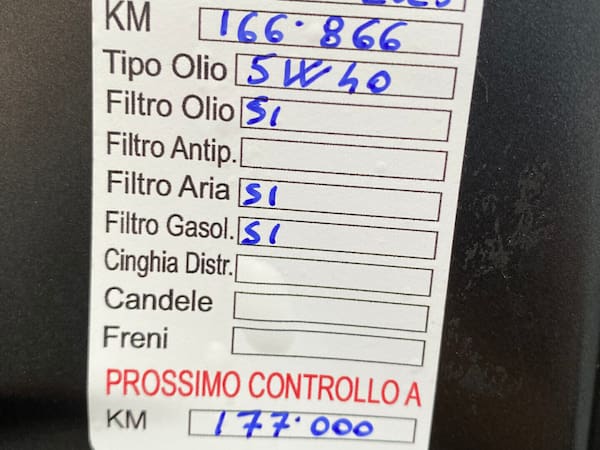 KM 166.866
Tipo Olio 5W40
Filtro Olio SI
Filtro Antip.
Filtro Aria SI
Filtro Gasol. SI
Cinghia Distr.
Candele
Freni
PROSSIMO CONTROLLO A
KM 177.000